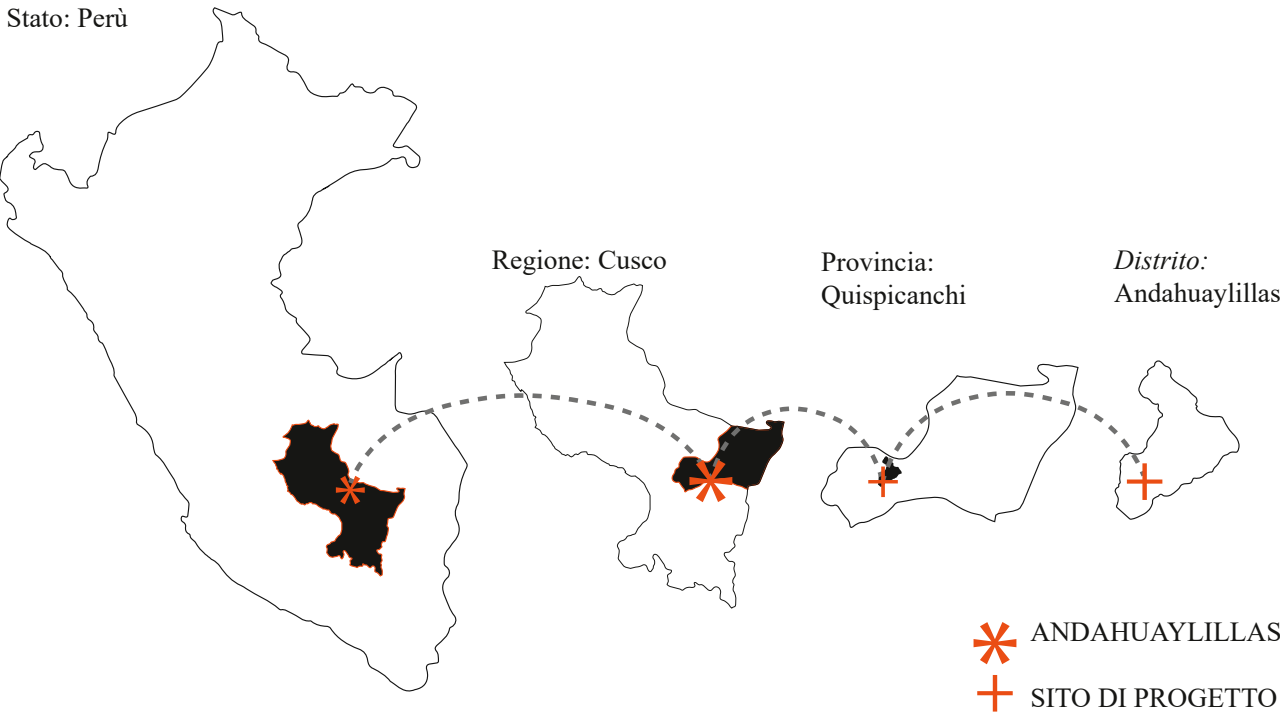 Stato: Perù
Regione: Cusco
Provincia:
Quispicanchi
Distrito:
Andahuaylillas
ANDAHUAYLILLAS
SITO DI PROGETTO